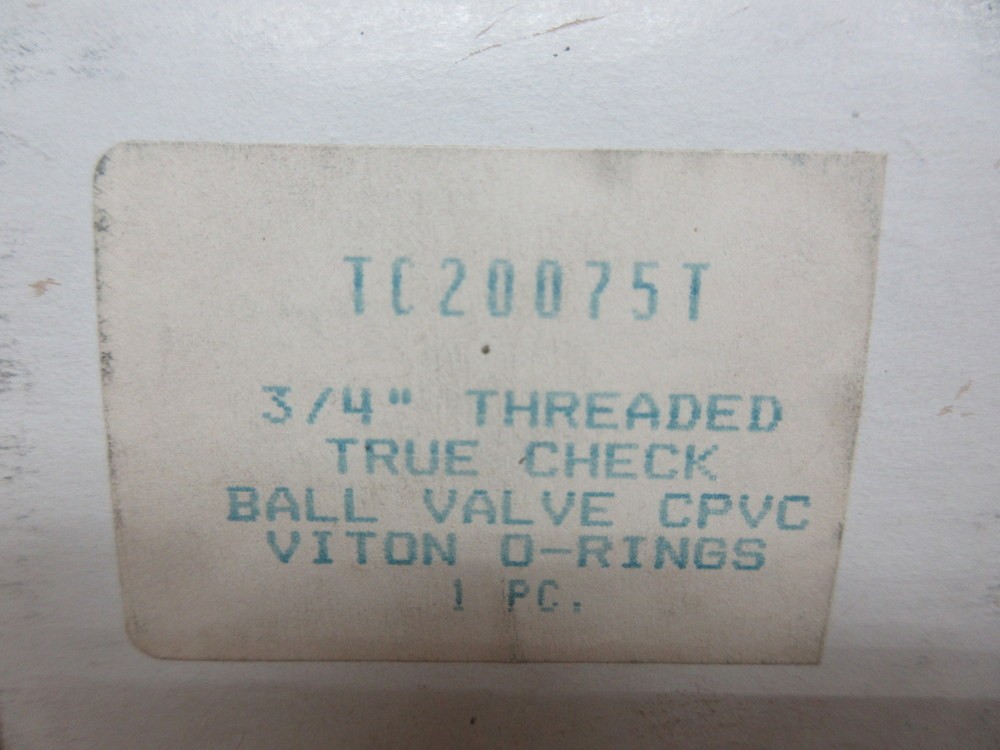 TC20075T
3/4" THREADED
TRUE CHECK
BALL VALVE CPVC
VITON O-RINGS
1 PC.